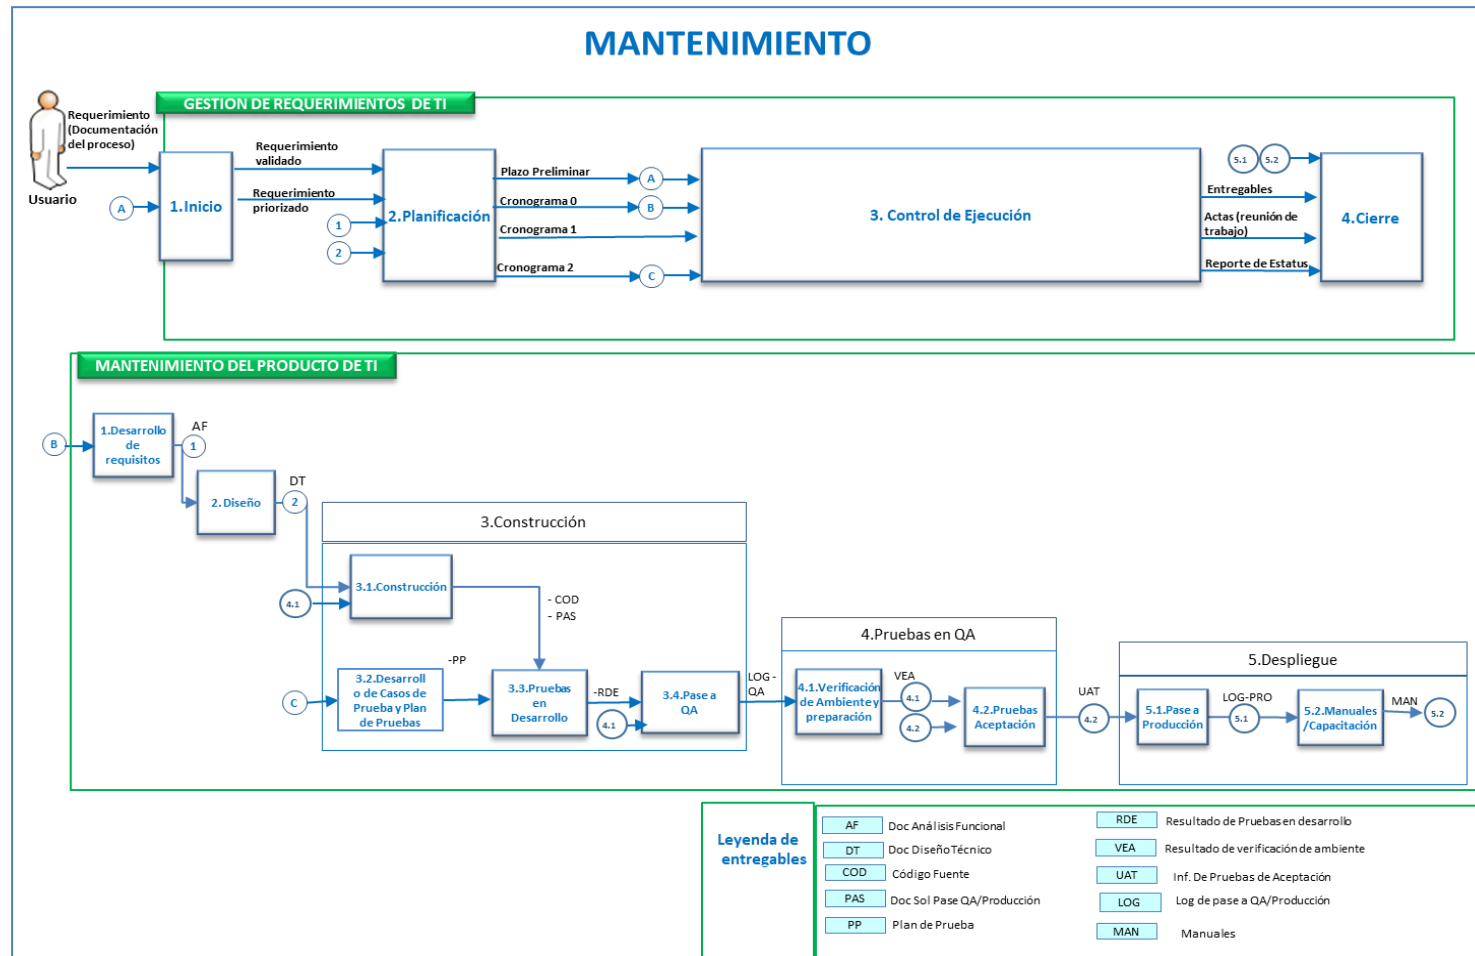 MANTENIMIENTO
GESTION DE REQUERIMIENTOS DE TI
Requerimiento
(Documentación
del proceso)
Usuario
A
1.Inicio
Requerimiento
validado
Requerimiento
priorizado
1
2
2.Planificación
Plazo Preliminar
A
Cronograma 0
B
Cronograma 1
Cronograma 2
C
3. Control de Ejecución
5.1
5.2
Entregables
Actas (reunión de
trabajo)
Reporte de Estatus
4.Cierre
MANTENIMIENTO DEL PRODUCTO DE TI
B
1.Desarrollo
de
requisitos
AF
1
2.Diseño
DT
2
3.Construcción
3.1.Construcción
4.1
- COD
- PAS
C
3.2.Desarroll
o de Casos de
Prueba y Plan
de Pruebas
-PP
3.3.Pruebas
en
Desarrollo
-RDE
4.1
3.4.Pase a
QA
LOG -
QA
4.Pruebas en QA
4.1.Verificación
de Ambiente y
preparación
VEA
4.1
4.2
4.2.Pruebas
Aceptación
UAT
4.2
5.Despliegue
5.1.Pase a
Producción
LOG-PRO
5.1
5.2.Manuales
/Capacitación
MAN
5.2
Leyenda de
entregables
AF Doc Análisis Funcional
DT Doc Diseño Técnico
COD Código Fuente
PAS Doc Sol Pase QA/Producción
PP Plan de Prueba
RDE Resultado de Pruebas en desarrollo
VEA Resultado de verificación de ambiente
UAT Inf. De Pruebas de Aceptación
LOG Log de pase a QA/Producción
MAN Manuales